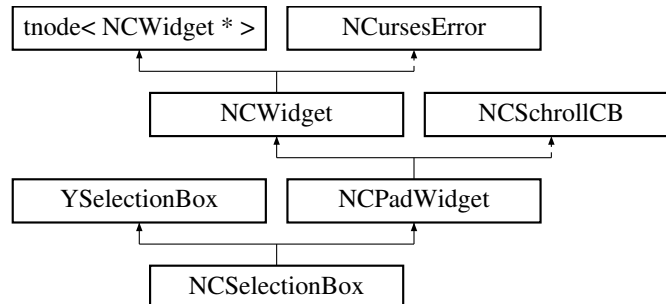 tnode< NCWidget * >
NCursesError
NCWidget
NCSchrollCB
YSelectionBox
NCPadWidget
NCSelectionBox